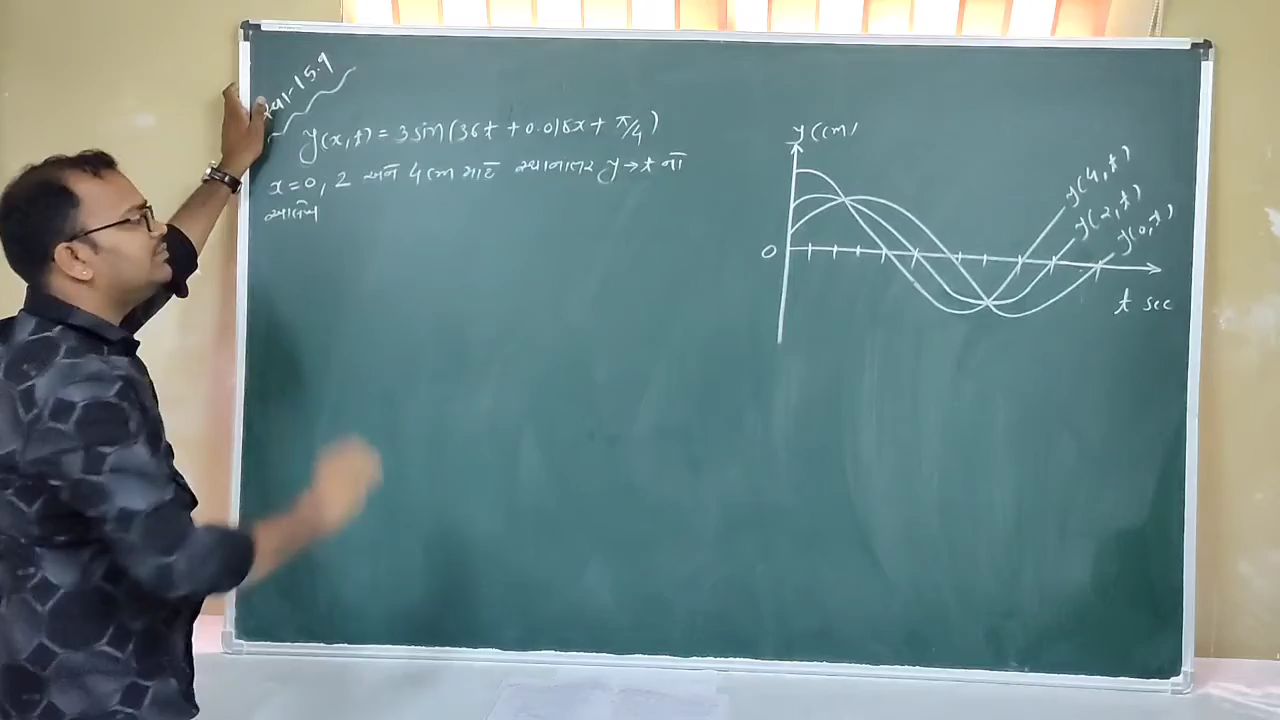 સ્વા-15.9
y(x,t) = 3 sin(36t + 0.018x + π/4)
x=0, 2 અને 4 cm માટે સ્થાનાંતર y→t નો
આલેખ
y(cm)
y(4,t)
y(2,t)
y(0,t)
0
t sec